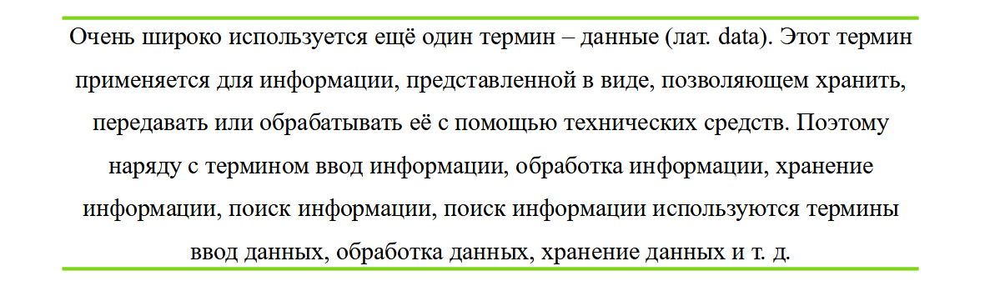 Очень широко используется ещё один термин – данные (лат. data). Этот термин
применяется для информации, представленной в виде, позволяющем хранить,
передавать или обрабатывать её с помощью технических средств. Поэтому
наряду с термином ввод информации, обработка информации, хранение
информации, поиск информации, поиск информации используются термины
ввод данных, обработка данных, хранение данных и т. д.